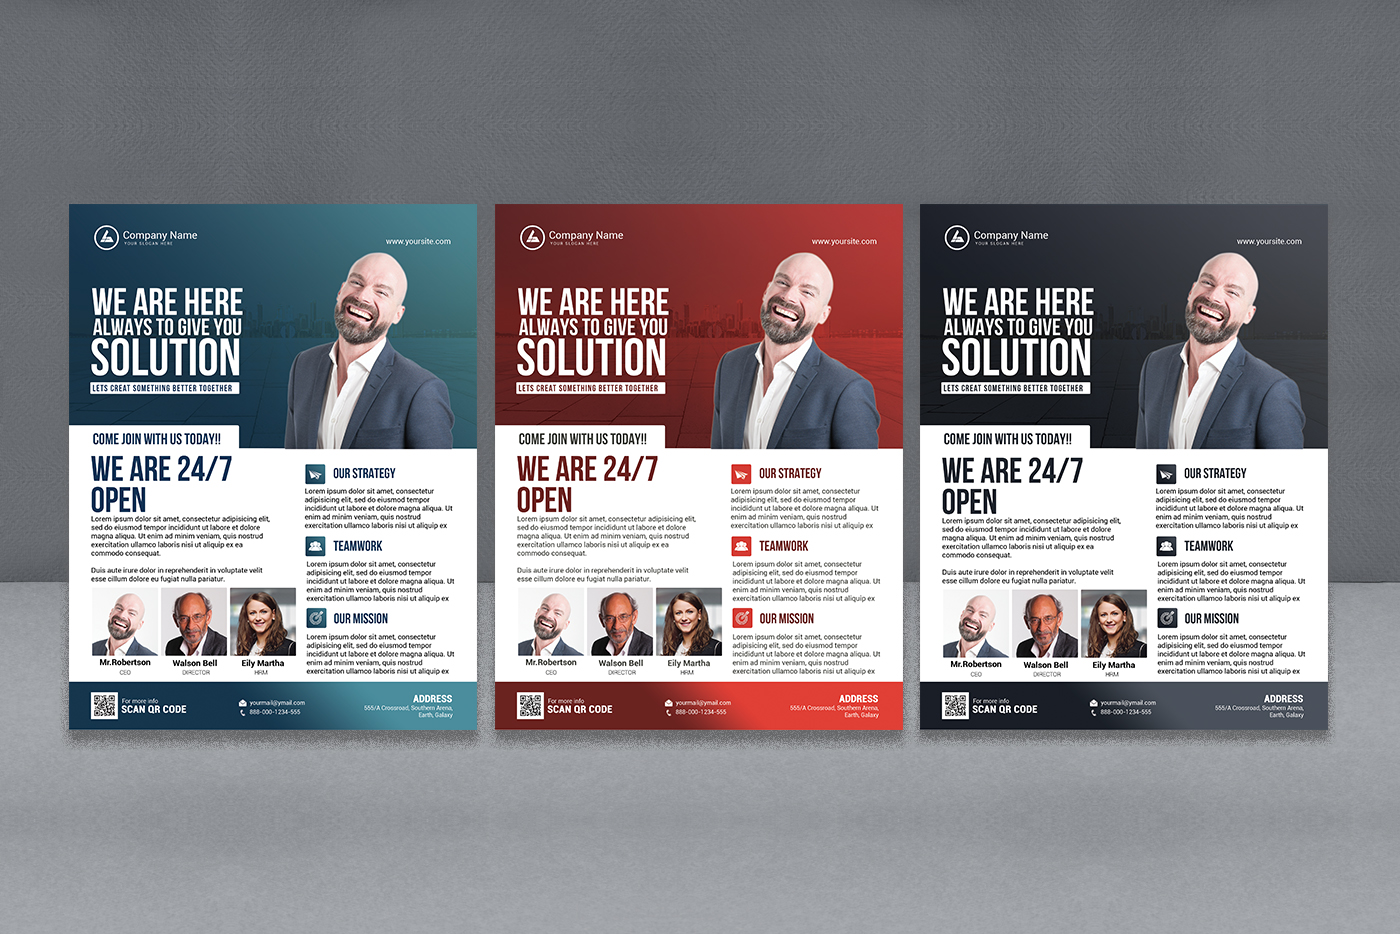 Company Name
YOUR SLOGAN HERE
www.yoursite.com
WE ARE HERE
ALWAYS TO GIVE YOU
SOLUTION
LETS CREAT SOMETHING BETTER TOGETHER
COME JOIN WITH US TODAY!!
WE ARE 24/7
OPEN
Lorem ipsum dolor sit amet, consectetur adipisicing elit,
sed do eiusmod tempor incididunt ut labore et dolore
magna aliqua. Ut enim ad minim veniam, quis nostrud
exercitation ullamco laboris nisi ut aliquip ex ea
commodo consequat.
Duis aute irure dolor in reprehenderit in voluptate velit
esse cillum dolore eu fugiat nulla pariatur.
Mr.Robertson
CEO
Walson Bell
DIRECTOR
Eily Martha
HRM
OUR STRATEGY
Lorem ipsum dolor sit amet, consectetur
adipisicing elit, sed do eiusmod tempor
incididunt ut labore et dolore magna aliqua. Ut
enim ad minim veniam, quis nostrud
exercitation ullamco laboris nisi ut aliquip ex
TEAMWORK
Lorem ipsum dolor sit amet, consectetur
adipisicing elit, sed do eiusmod tempor
incididunt ut labore et dolore magna aliqua. Ut
enim ad minim veniam, quis nostrud
exercitation ullamco laboris nisi ut aliquip ex
OUR MISSION
Lorem ipsum dolor sit amet, consectetur
adipisicing elit, sed do eiusmod tempor
incididunt ut labore et dolore magna aliqua. Ut
enim ad minim veniam, quis nostrud
exercitation ullamco laboris nisi ut aliquip ex
For more info
SCAN QR CODE
yourmail@ymail.com
888-000-1234-555
ADDRESS
555/A Crossroad, Southern Arena,
Earth, Galaxy
Company Name
YOUR SLOGAN HERE
www.yoursite.com
WE ARE HERE
ALWAYS TO GIVE YOU
SOLUTION
LETS CREAT SOMETHING BETTER TOGETHER
COME JOIN WITH US TODAY!!
WE ARE 24/7
OPEN
Lorem ipsum dolor sit amet, consectetur adipisicing elit,
sed do eiusmod tempor incididunt ut labore et dolore
magna aliqua. Ut enim ad minim veniam, quis nostrud
exercitation ullamco laboris nisi ut aliquip ex ea
commodo consequat.
Duis aute irure dolor in reprehenderit in voluptate velit
esse cillum dolore eu fugiat nulla pariatur.
Mr.Robertson
CEO
Walson Bell
DIRECTOR
Eily Martha
HRM
OUR STRATEGY
Lorem ipsum dolor sit amet, consectetur
adipisicing elit, sed do eiusmod tempor
incididunt ut labore et dolore magna aliqua. Ut
enim ad minim veniam, quis nostrud
exercitation ullamco laboris nisi ut aliquip ex
TEAMWORK
Lorem ipsum dolor sit amet, consectetur
adipisicing elit, sed do eiusmod tempor
incididunt ut labore et dolore magna aliqua. Ut
enim ad minim veniam, quis nostrud
exercitation ullamco laboris nisi ut aliquip ex
OUR MISSION
Lorem ipsum dolor sit amet, consectetur
adipisicing elit, sed do eiusmod tempor
incididunt ut labore et dolore magna aliqua. Ut
enim ad minim veniam, quis nostrud
exercitation ullamco laboris nisi ut aliquip ex
For more info
SCAN QR CODE
yourmail@ymail.com
888-000-1234-555
ADDRESS
555/A Crossroad, Southern Arena,
Earth, Galaxy
Company Name
YOUR SLOGAN HERE
www.yoursite.com
WE ARE HERE
ALWAYS TO GIVE YOU
SOLUTION
LETS CREAT SOMETHING BETTER TOGETHER
COME JOIN WITH US TODAY!!
WE ARE 24/7
OPEN
Lorem ipsum dolor sit amet, consectetur adipisicing elit,
sed do eiusmod tempor incididunt ut labore et dolore
magna aliqua. Ut enim ad minim veniam, quis nostrud
exercitation ullamco laboris nisi ut aliquip ex ea
commodo consequat.
Duis aute irure dolor in reprehenderit in voluptate velit
esse cillum dolore eu fugiat nulla pariatur.
Mr.Robertson
CEO
Walson Bell
DIRECTOR
Eily Martha
HRM
OUR STRATEGY
Lorem ipsum dolor sit amet, consectetur
adipisicing elit, sed do eiusmod tempor
incididunt ut labore et dolore magna aliqua. Ut
enim ad minim veniam, quis nostrud
exercitation ullamco laboris nisi ut aliquip ex
TEAMWORK
Lorem ipsum dolor sit amet, consectetur
adipisicing elit, sed do eiusmod tempor
incididunt ut labore et dolore magna aliqua. Ut
enim ad minim veniam, quis nostrud
exercitation ullamco laboris nisi ut aliquip ex
OUR MISSION
Lorem ipsum dolor sit amet, consectetur
adipisicing elit, sed do eiusmod tempor
incididunt ut labore et dolore magna aliqua. Ut
enim ad minim veniam, quis nostrud
exercitation ullamco laboris nisi ut aliquip ex
For more info
SCAN QR CODE
yourmail@ymail.com
888-000-1234-555
ADDRESS
555/A Crossroad, Southern Arena,
Earth, Galaxy